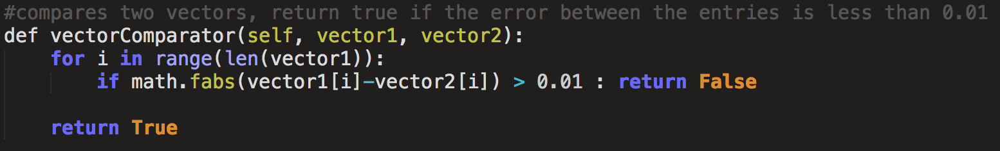 #compares two vectors, return true if the error between the entries is less than 0.01
def vectorComparator(self, vector1, vector2):
    for i in range(len(vector1)):
        if math.fabs(vector1[i]-vector2[i]) > 0.01 : return False
    return True